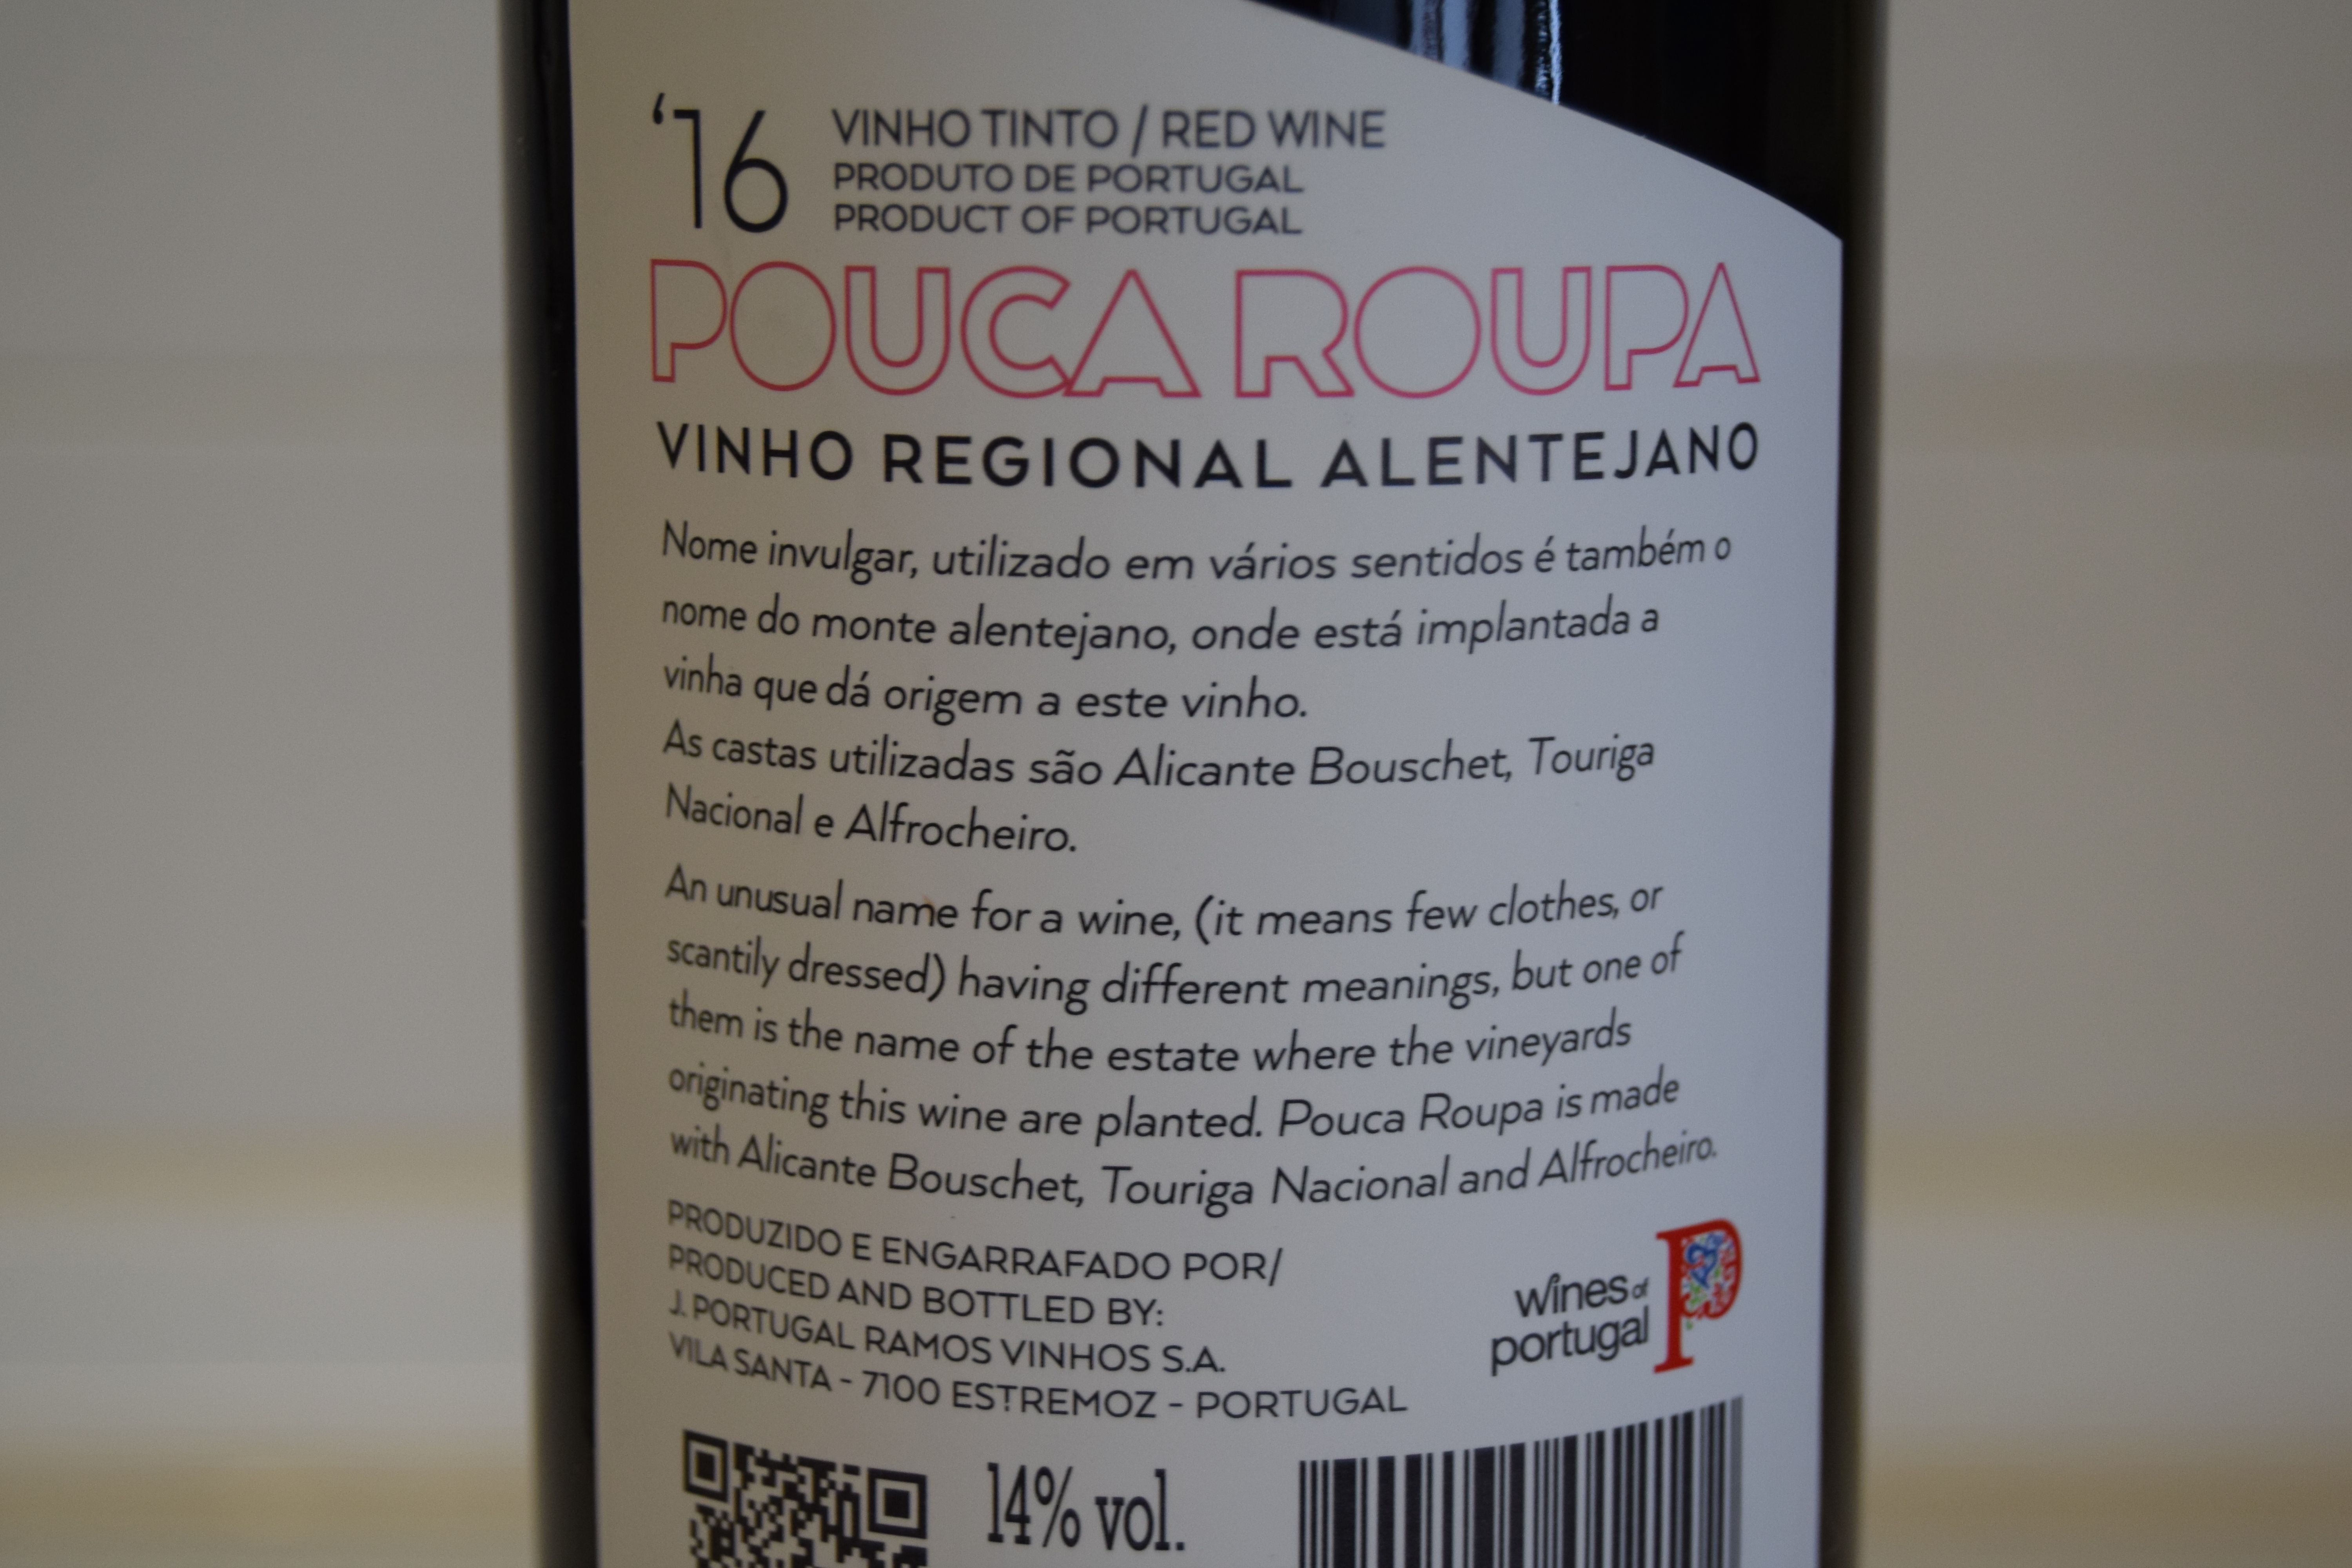 ‘16
VINHO TINTO / RED WINE
PRODUTO DE PORTUGAL
PRODUCT OF PORTUGAL
POUCA ROUPA
VINHO REGIONAL ALENTEJANO
Nome invulgar, utilizado em vários sentidos é também o
nome do monte alentejano, onde está implantada a
vinha que dá origem a este vinho.
As castas utilizadas são Alicante Bouschet, Touriga
Nacional e Alfrocheiro.
An unusual name for a wine, (it means few clothes, or
scantily dressed) having different meanings, but one of
them is the name of the estate where the vineyards
originating this wine are planted. Pouca Roupa is made
with Alicante Bouschet, Touriga Nacional and Alfrocheiro.
PRODUZIDO E ENGARRAFADO POR/
PRODUCED AND BOTTLED BY:
J. PORTUGAL RAMOS VINHOS S.A.
VILA SANTA - 7100 ESTREMOZ - PORTUGAL
wines of
portugal
P
14% vol.